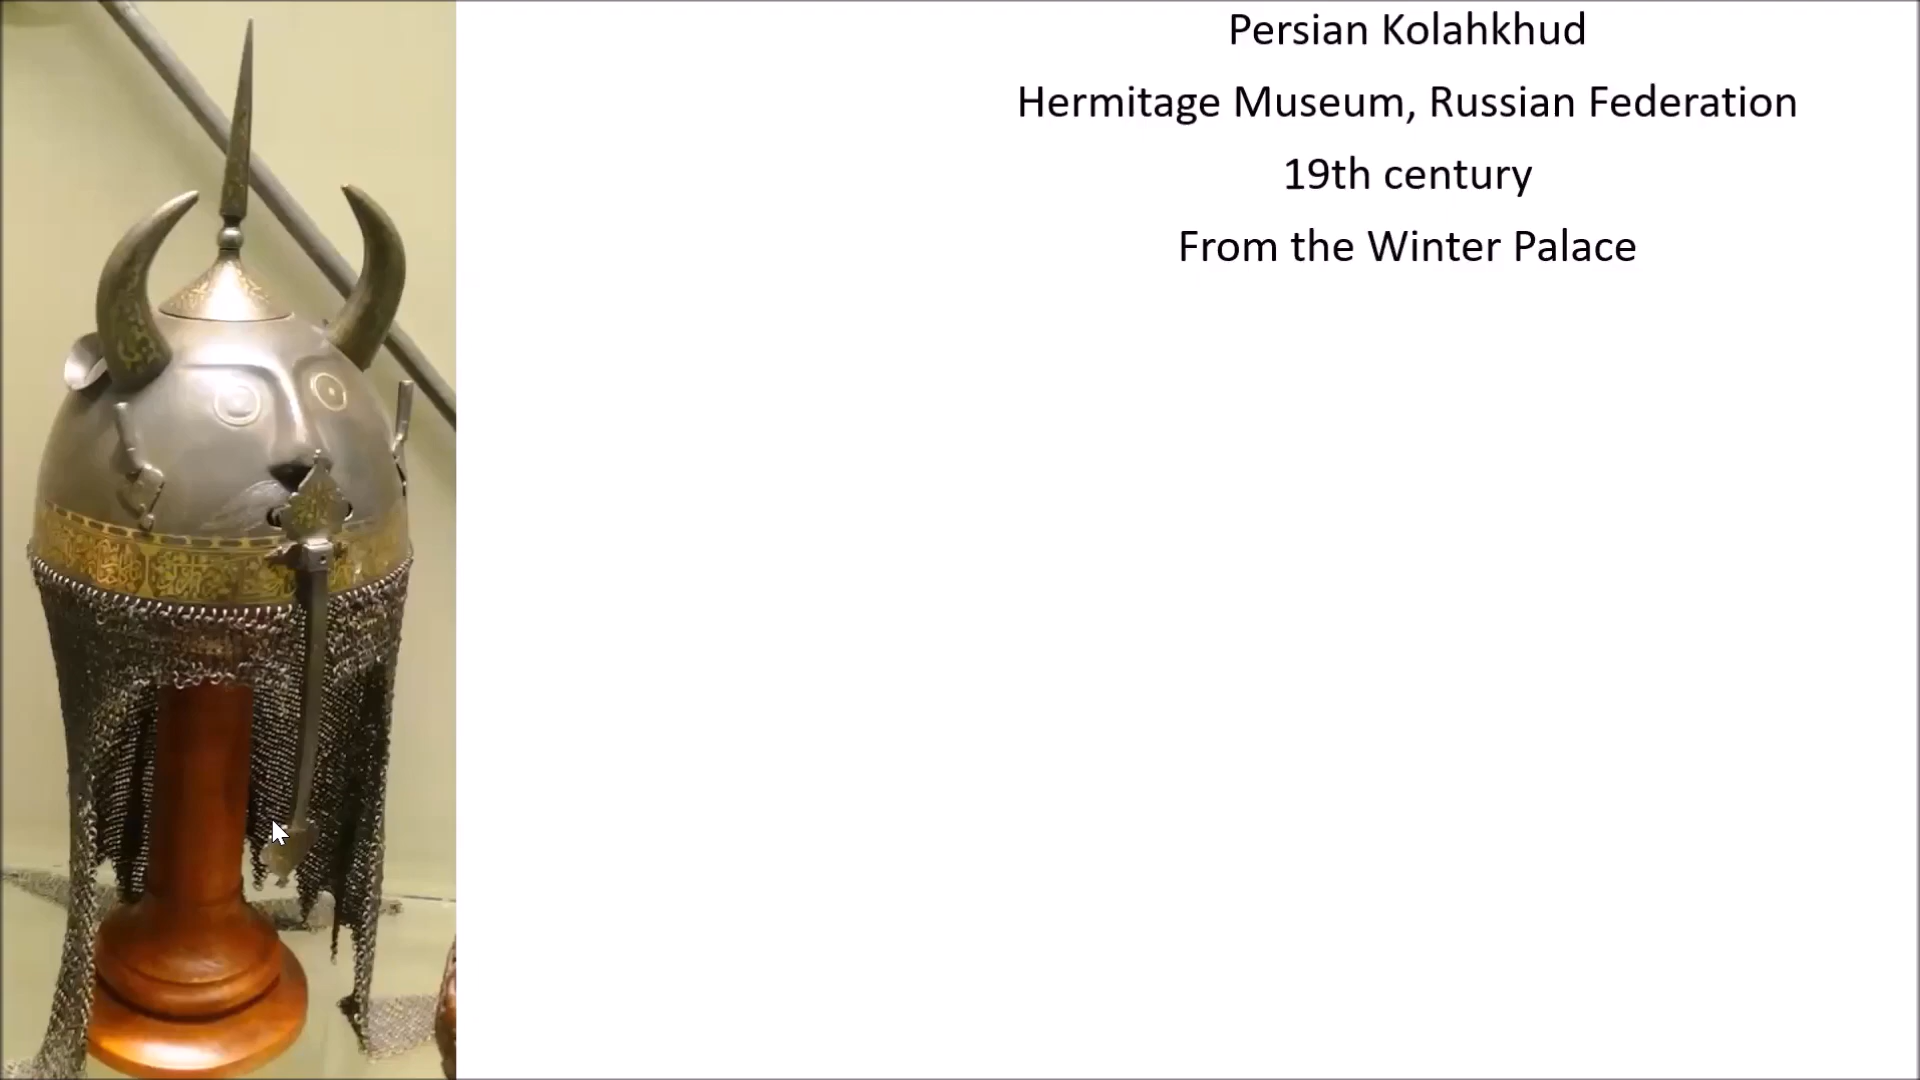 Persian Kolahkhud
Hermitage Museum, Russian Federation
19th century
From the Winter Palace